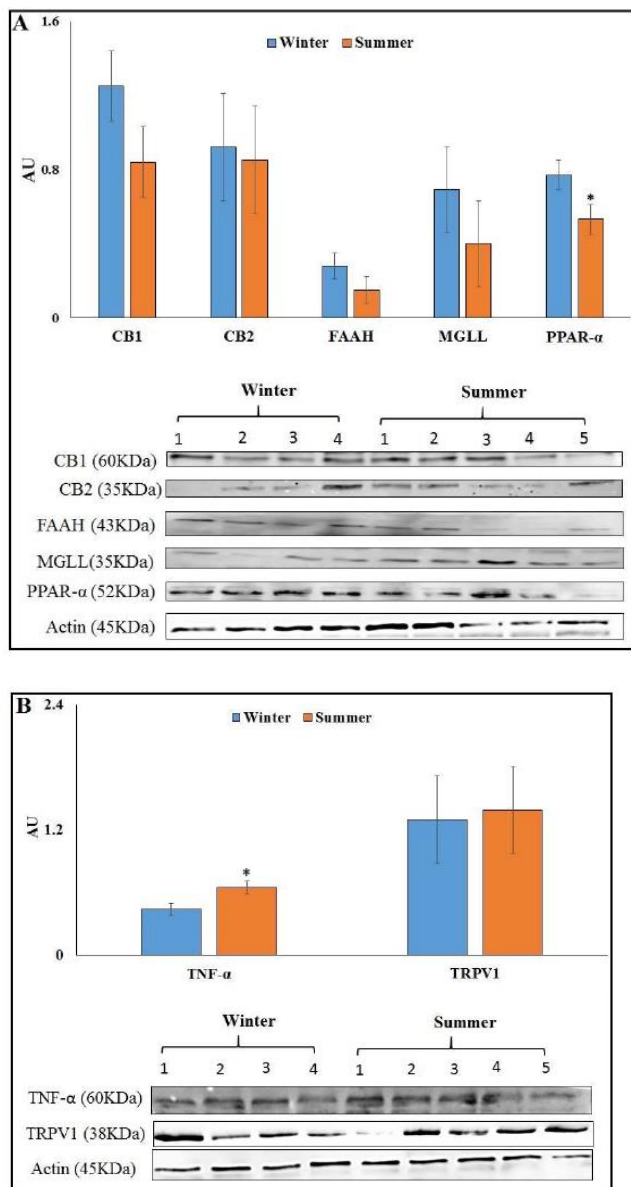 A
1.6
Winter Summer
0.8
AU
*
0
CB1 CB2 FAAH MGLL PPAR-α
Winter Summer
1 2 3 4 1 2 3 4 5
CB1 (60KDa)
CB2 (35KDa)
FAAH (43KDa)
MGLL(35KDa)
PPAR-α (52KDa)
Actin (45KDa)
B
2.4
Winter Summer
AU
1.2
*
0
TNF-α TRPV1
Winter Summer
1 2 3 4 1 2 3 4 5
TNF-α (60KDa)
TRPV1 (38KDa)
Actin (45KDa)